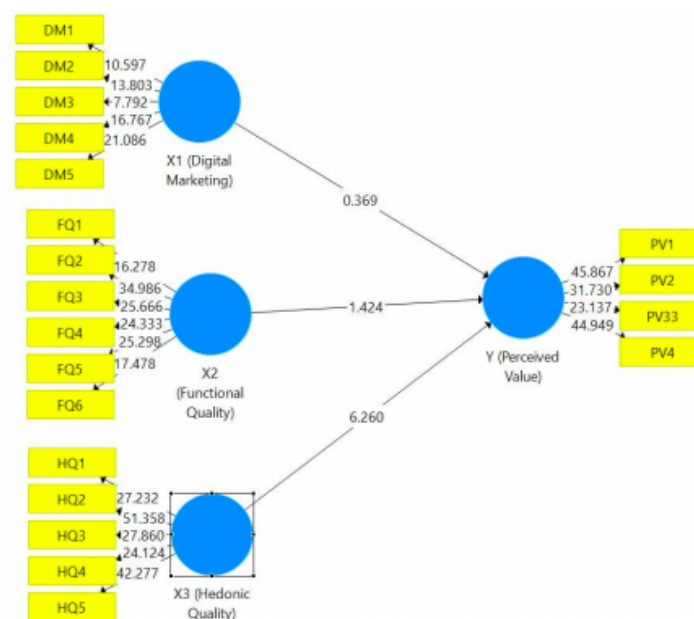 DM1
DM2
DM3
DM4
DM5
10.597
13.803
7.792
16.767
21.086
X1 (Digital
Marketing)
0.369
FQ1
FQ2
FQ3
FQ4
FQ5
FQ6
16.278
34.986
25.666
24.333
25.298
17.478
X2
(Functional
Quality)
1.424
HQ1
HQ2
HQ3
HQ4
HQ5
27.232
51.358
27.860
24.124
42.277
X3 (Hedonic
Quality)
6.260
Y (Perceived
Value)
45.867
31.730
23.137
44.949
PV1
PV2
PV33
PV4